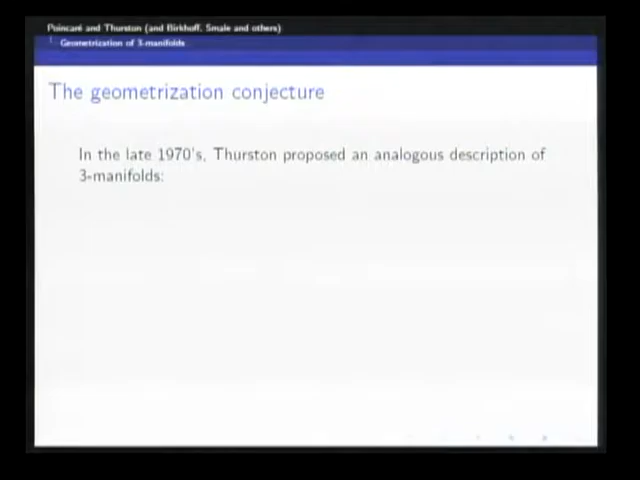 Poincaré and Thurston (and Birkhoff, Smale and others)
Geometrization of 3-manifolds
The geometrization conjecture
In the late 1970's, Thurston proposed an analogous description of
3-manifolds: